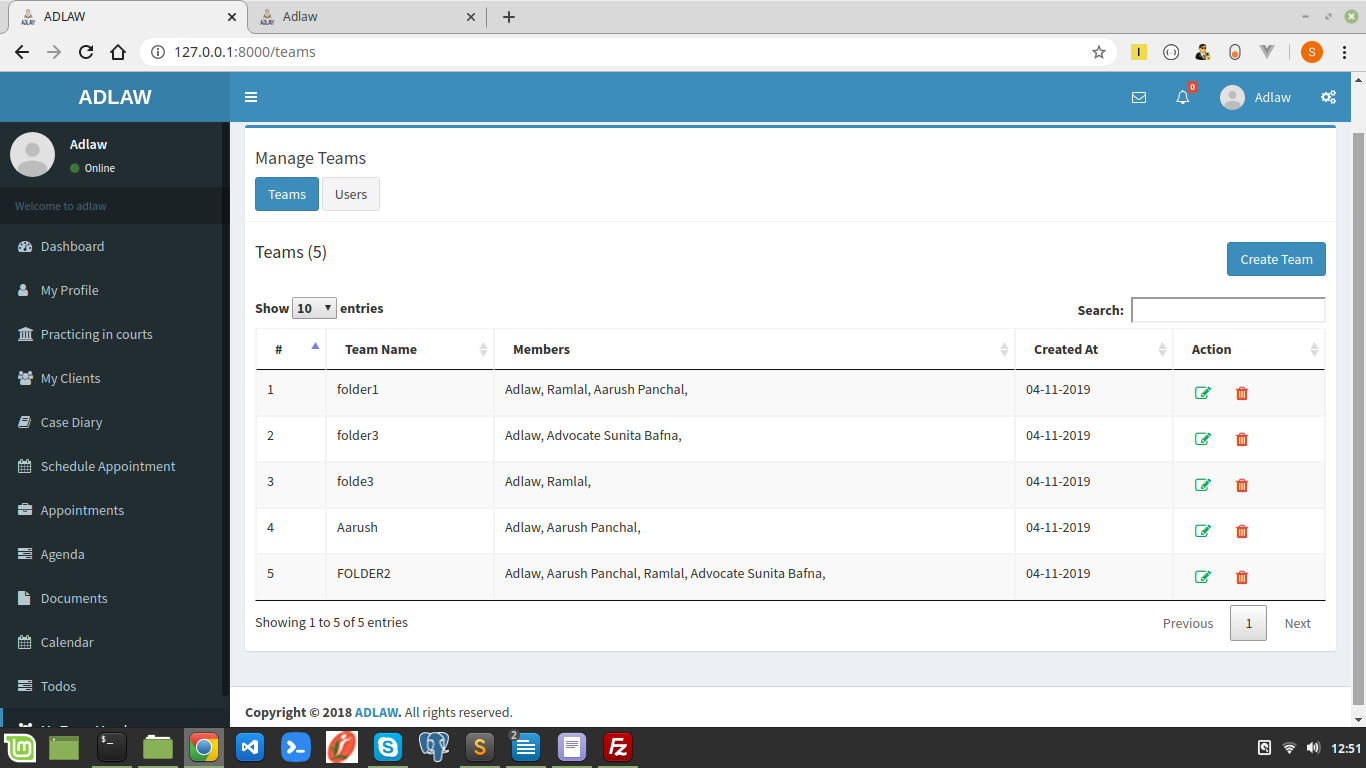 ADLAW
Adlaw
127.0.0.1:8000/teams
I
S
ADLAW
0
Adlaw
Adlaw
Online
Welcome to adlaw
Dashboard
My Profile
Practicing in courts
My Clients
Case Diary
Schedule Appointment
Appointments
Agenda
Documents
Calendar
Todos
Manage Teams
Teams Users
Teams (5)
Create Team
Show 10 entries
Search:
# Team Name Members Created At Action
1 folder1 Adlaw, Ramlal, Aarush Panchal, 04-11-2019
2 folder3 Adlaw, Advocate Sunita Bafna, 04-11-2019
3 folde3 Adlaw, Ramlal, 04-11-2019
4 Aarush Adlaw, Aarush Panchal, 04-11-2019
5 FOLDER2 Adlaw, Aarush Panchal, Ramlal, Advocate Sunita Bafna, 04-11-2019
Showing 1 to 5 of 5 entries
Previous 1 Next
Copyright © 2018 ADLAW. All rights reserved.
$_
S
S
2
Fz
12:51